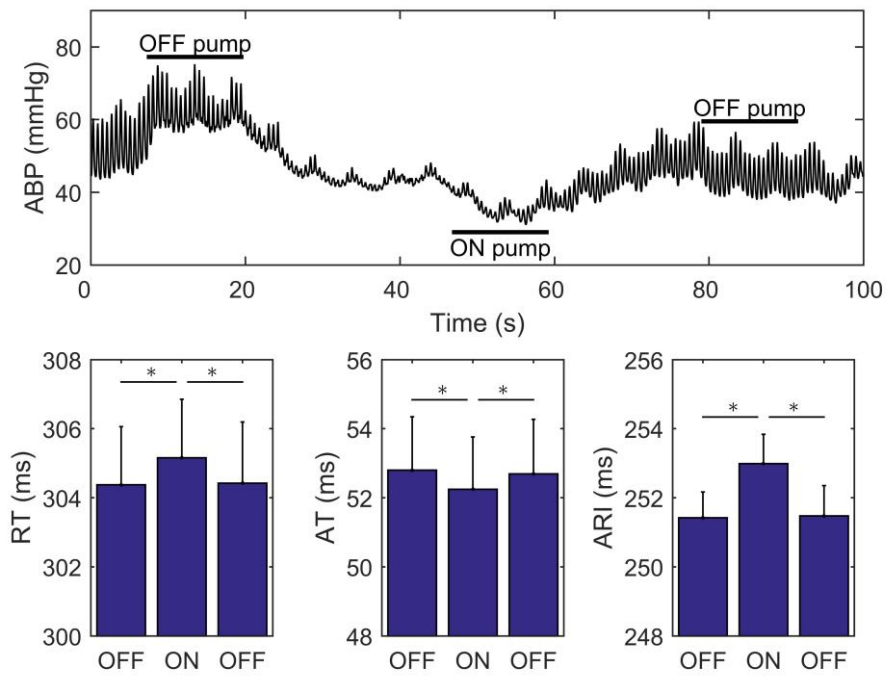 80
60
40
20
ABP (mmHg)
OFF pump
OFF pump
ON pump
0 20 40 60 80 100
Time (s)
308
306
304
302
300
RT (ms)
* *
OFF ON OFF
56
54
52
50
48
AT (ms)
* *
OFF ON OFF
256
254
252
250
248
ARI (ms)
* *
OFF ON OFF